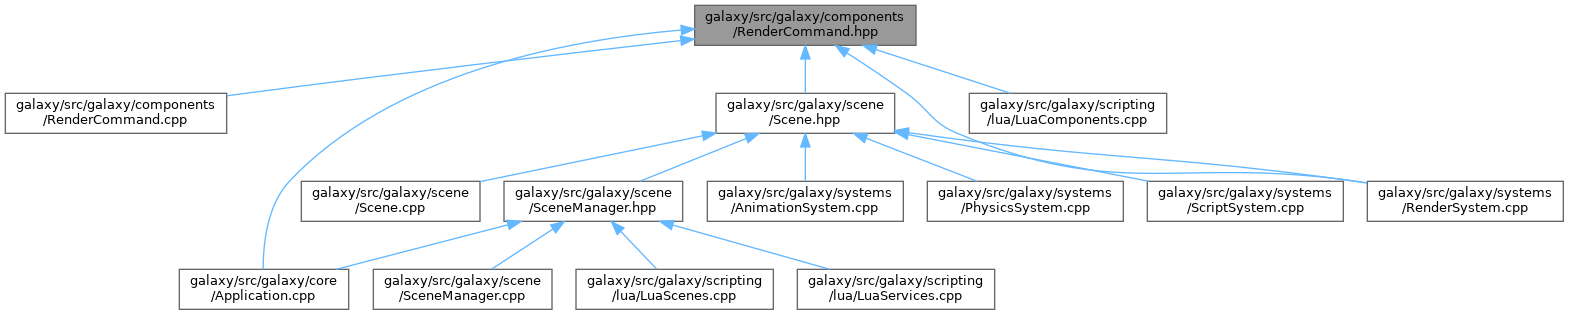 galaxy/src/galaxy/components
/RenderCommand.hpp
galaxy/src/galaxy/components
/RenderCommand.cpp
galaxy/src/galaxy/scene
/Scene.hpp
galaxy/src/galaxy/scripting
/lua/LuaComponents.cpp
galaxy/src/galaxy/scene
/Scene.cpp
galaxy/src/galaxy/scene
/SceneManager.hpp
galaxy/src/galaxy/systems
/AnimationSystem.cpp
galaxy/src/galaxy/systems
/PhysicsSystem.cpp
galaxy/src/galaxy/systems
/ScriptSystem.cpp
galaxy/src/galaxy/systems
/RenderSystem.cpp
galaxy/src/galaxy/core
/Application.cpp
galaxy/src/galaxy/scene
/SceneManager.cpp
galaxy/src/galaxy/scripting
/lua/LuaScenes.cpp
galaxy/src/galaxy/scripting
/lua/LuaServices.cpp